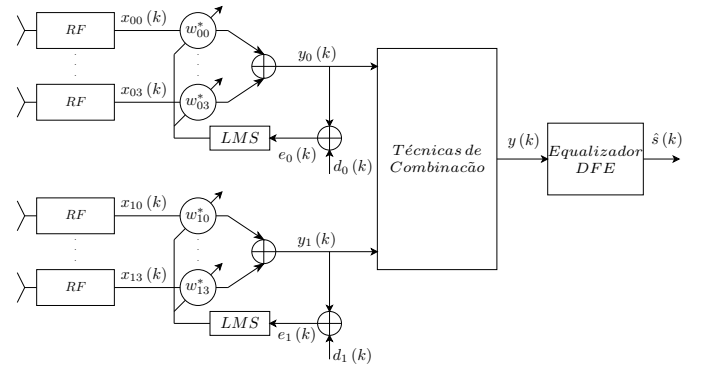 RF
x₀₀ (k)
w*₀₀
y₀ (k)
RF
x₀₃ (k)
w*₀₃
LMS
e₀ (k)
d₀ (k)
Técnicas de
Combinacão
y (k)
Equalizador
DFE
ŝ (k)
RF
x₁₀ (k)
w*₁₀
y₁ (k)
RF
x₁₃ (k)
w*₁₃
LMS
e₁ (k)
d₁ (k)